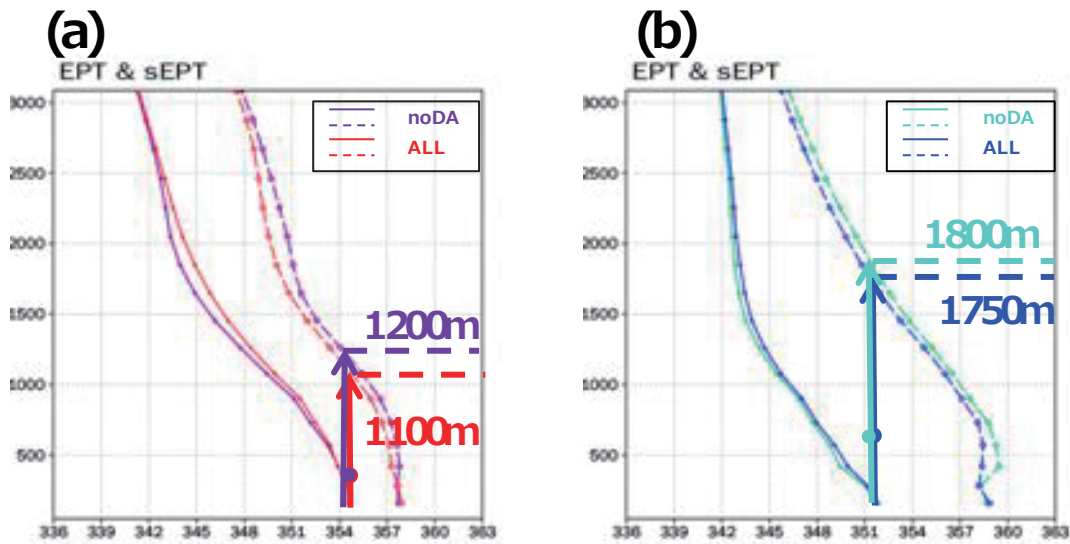 (a)
EPT & sEPT
3000
2500
2000
1500
1000
500
336 339 342 345 348 351 354 357 360 363
noDA
ALL
1200m
1100m
(b)
EPT & sEPT
3000
2500
2000
1500
1000
500
336 339 342 345 348 351 354 357 360 363
noDA
ALL
1800m
1750m